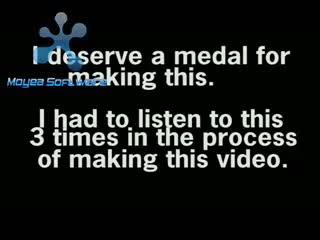 I deserve a medal for
making this.
Moyea Software
I had to listen to this
3 times in the process
of making this video.